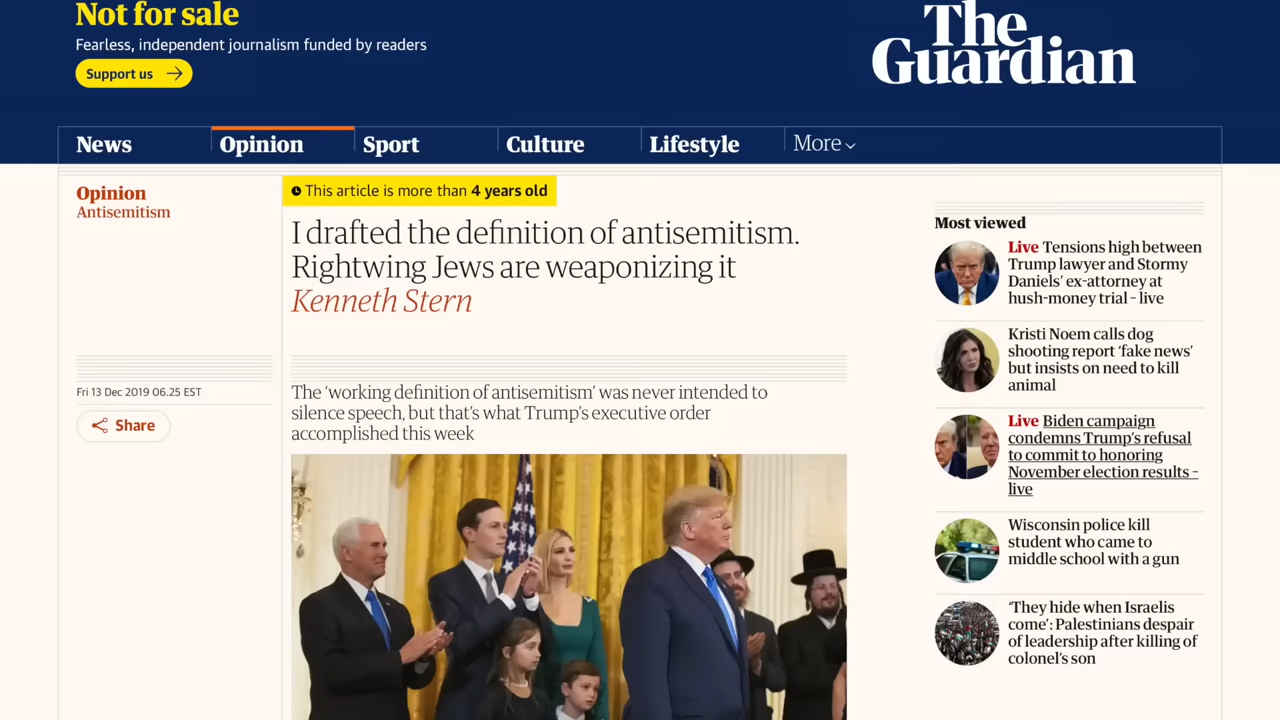 Not for sale
Fearless, independent journalism funded by readers
Support us
The
Guardian
News
Opinion
Sport
Culture
Lifestyle
More
Opinion
Antisemitism
This article is more than 4 years old
I drafted the definition of antisemitism.
Rightwing Jews are weaponizing it
Kenneth Stern
Fri 13 Dec 2019 06.25 EST
Share
The ‘working definition of antisemitism’ was never intended to
silence speech, but that’s what Trump’s executive order
accomplished this week
Most viewed
Live Tensions high between
Trump lawyer and Stormy
Daniels’ ex-attorney at
hush-money trial – live
Kristi Noem calls dog
shooting report ‘fake news’
but insists on need to kill
animal
Live Biden campaign
condemns Trump’s refusal
to commit to honoring
November election results –
live
Wisconsin police kill
student who came to
middle school with a gun
‘They hide when Israelis
come’: Palestinians despair
of leadership after killing of
colonel’s son